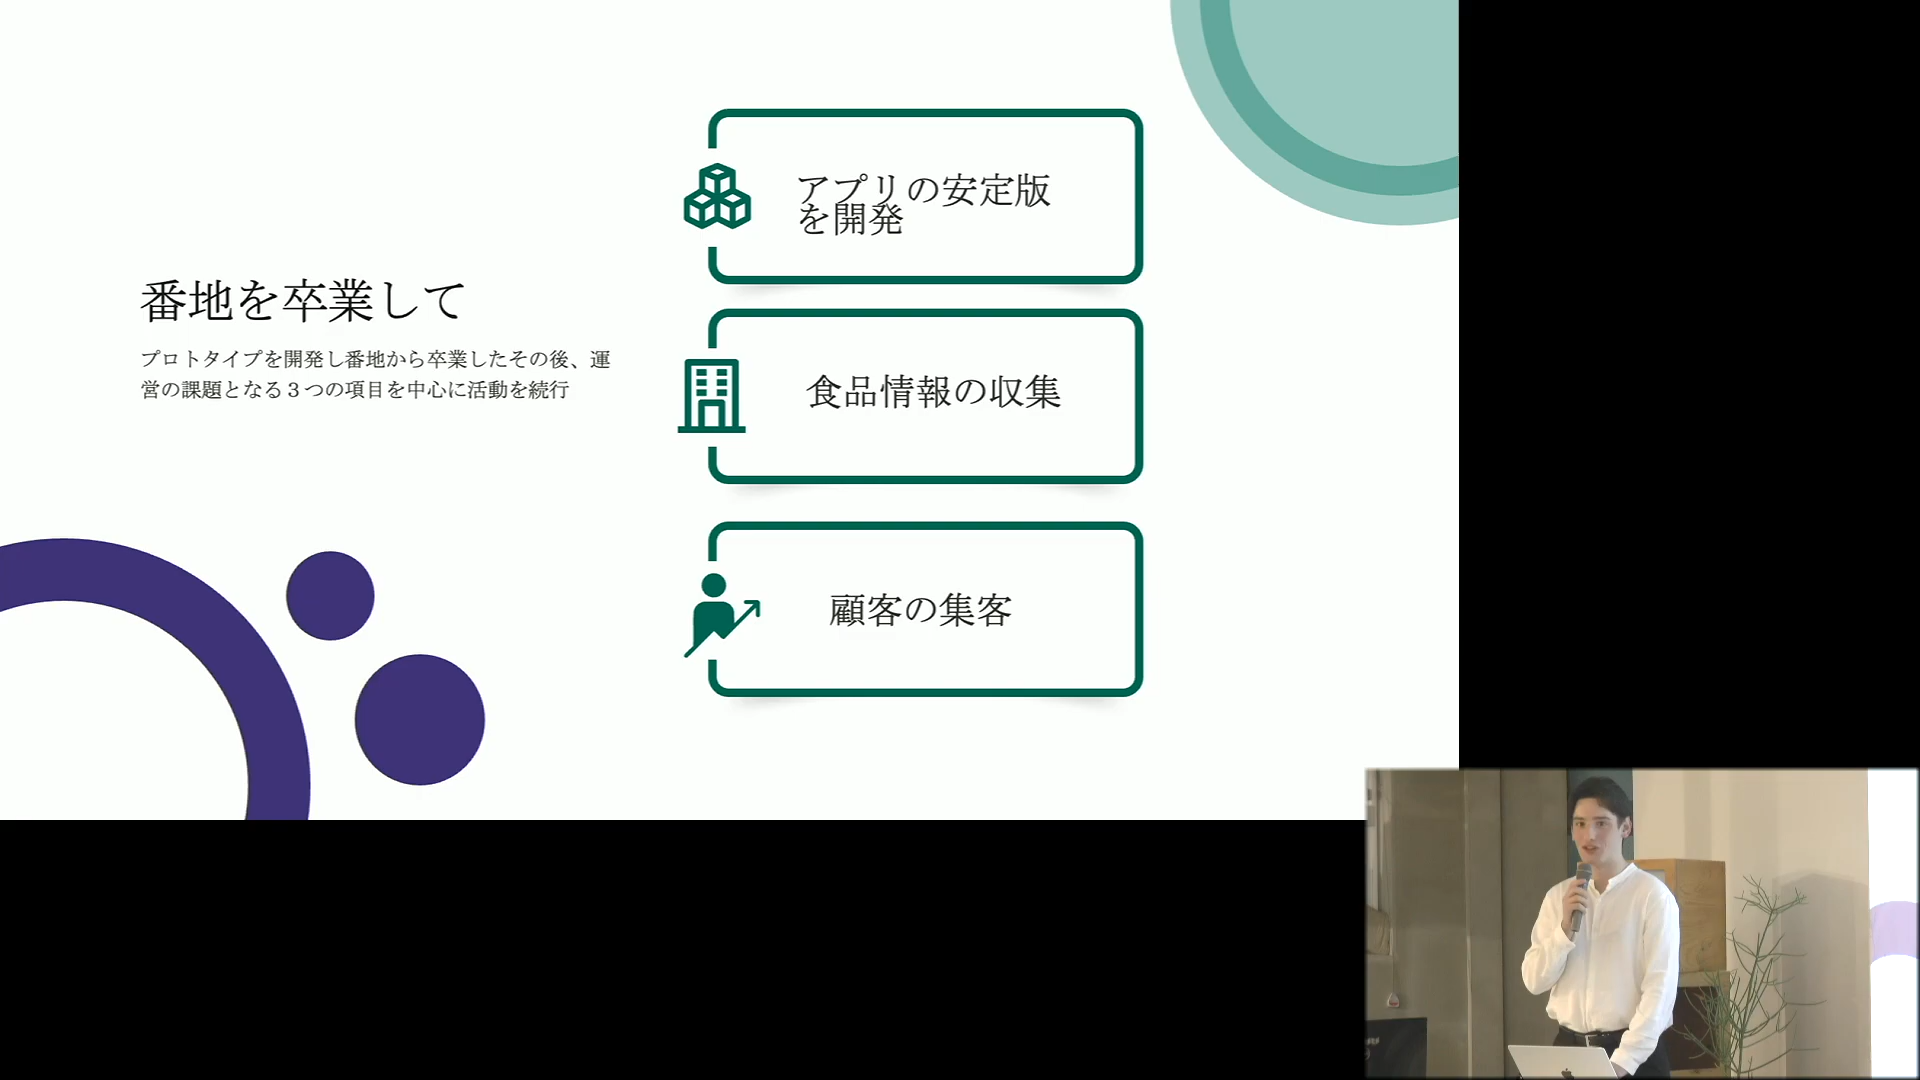 番地を卒業して
プロトタイプを開発し番地から卒業したその後、運
営の課題となる３つの項目を中心に活動を続行
アプリの安定版
を開発
食品情報の収集
顧客の集客